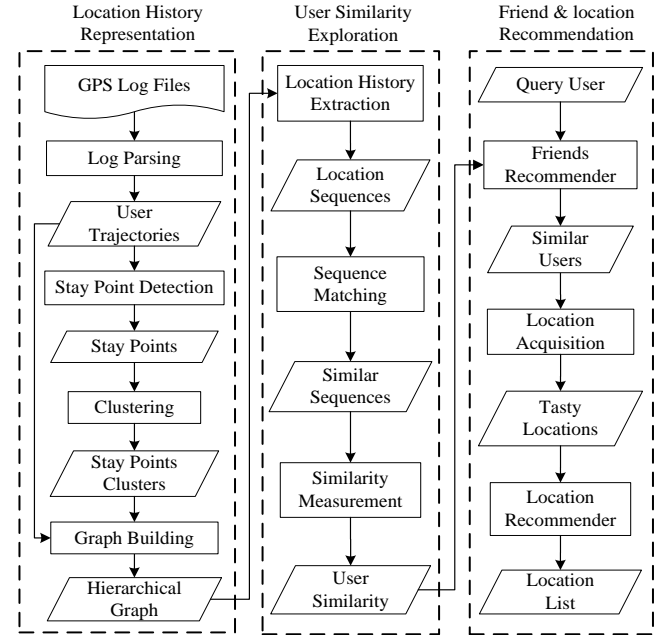 Location History
Representation
GPS Log Files
Log Parsing
User
Trajectories
Stay Point Detection
Stay Points
Clustering
Stay Points
Clusters
Graph Building
Hierarchical
Graph
User Similarity
Exploration
Location History
Extraction
Location
Sequences
Sequence
Matching
Similar
Sequences
Similarity
Measurement
User
Similarity
Friend & location
Recommendation
Query User
Friends
Recommender
Similar
Users
Location
Acquisition
Tasty
Locations
Location
Recommender
Location
List